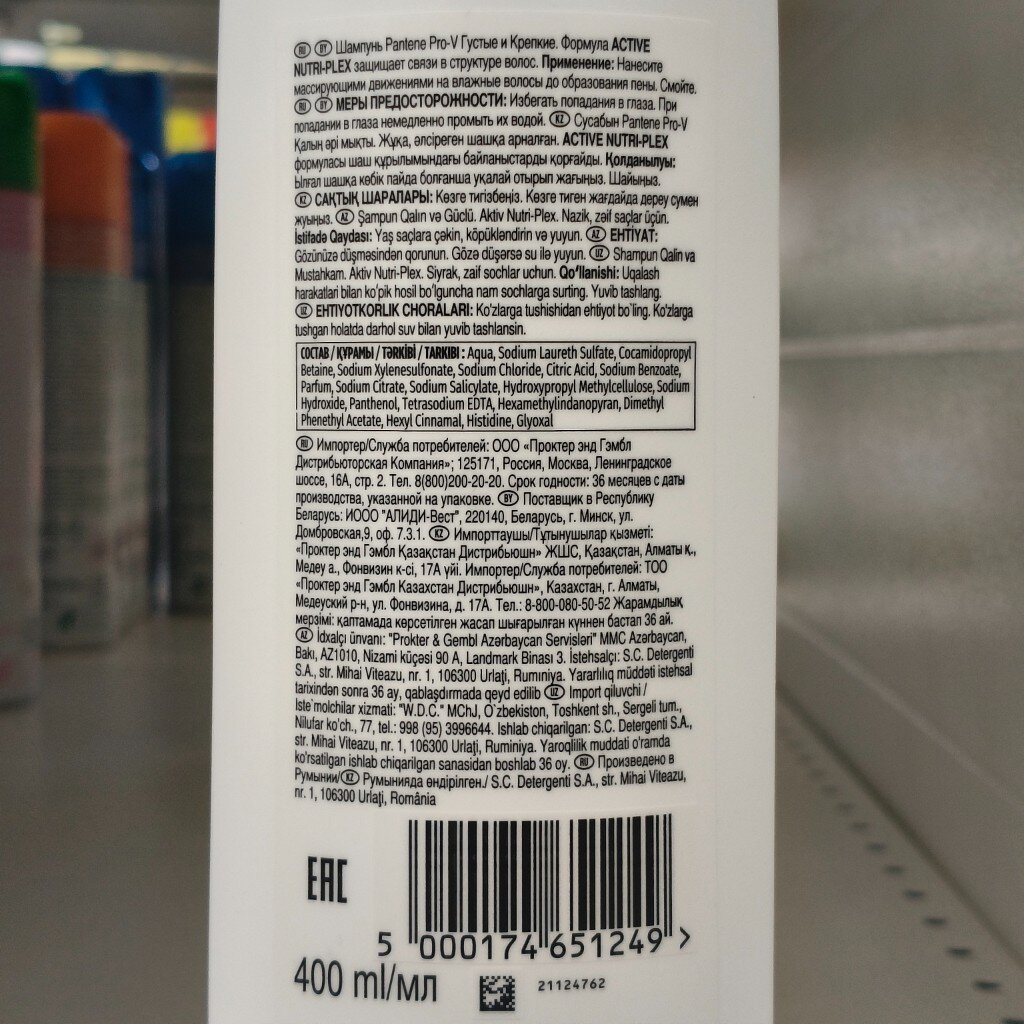 RU BY Шампунь Pantene Pro-V Густые и Крепкие. Формула ACTIVE
NUTRI-PLEX защищает связи в структуре волос. Применение: Нанесите
массирующими движениями на влажные волосы до образования пены. Смойте.
RU BY МЕРЫ ПРЕДОСТОРОЖНОСТИ: Избегать попадания в глаза. При
попадании в глаза немедленно промыть их водой. KZ Сусабын Pantene Pro-V
Қалың әрі мықты. Жұқа, әлсіреген шашқа арналған. ACTIVE NUTRI-PLEX
формуласы шаш құрылымындағы байланыстарды қорғайды. Қолданылуы:
Ылғал шашқа көбік пайда болғанша уқалай отырып жағыңыз. Шайыңыз.
KZ САҚТЫҚ ШАРАЛАРЫ: Көзге тигізбеңіз. Көзге тиген жағдайда дереу сумен
жуыңыз. AZ Şampun Qalın və Güclü. Aktiv Nutri-Plex. Nazik, zəif saçlar üçün.
İstifadə Qaydası: Yaş saçlara çəkin, köpükləndirin və yuyun. AZ EHTİYAT:
Gözünüzə düşməsindən qorunun. Gözə düşərsə su ilə yuyun. UZ Shampun Qalin va
Mustahkam. Aktiv Nutri-Plex. Siyrak, zaif sochlar uchun. Qo'llanishi: Uqalash
harakatlari bilan ko'pik hosil bo'lguncha nam sochlarga surting. Yuvib tashlang.
UZ EHTIYOTKORLIK CHORALARI: Ko'zlarga tushishidan ehtiyot bo`ling. Ko'zlarga
tushgan holatda darhol suv bilan yuvib tashlansin.
СОСТАВ / ҚҰРАМЫ / TƏRKİBİ / TARKIBI : Aqua, Sodium Laureth Sulfate, Cocamidopropyl
Betaine, Sodium Xylenesulfonate, Sodium Chloride, Citric Acid, Sodium Benzoate,
Parfum, Sodium Citrate, Sodium Salicylate, Hydroxypropyl Methylcellulose, Sodium
Hydroxide, Panthenol, Tetrasodium EDTA, Hexamethylindanopyran, Dimethyl
Phenethyl Acetate, Hexyl Cinnamal, Histidine, Glyoxal
RU Импортер/Служба потребителей: ООО «Проктер энд Гэмбл
Дистрибьюторская Компания»; 125171, Россия, Москва, Ленинградское
шоссе, 16А, стр. 2. Тел. 8(800)200-20-20. Срок годности: 36 месяцев с даты
производства, указанной на упаковке. BY Поставщик в Республику
Беларусь: ИООО "АЛИДИ-Вест", 220140, Беларусь, г. Минск, ул.
Домбровская,9, оф. 7.3.1. KZ Импорттаушы/Тұтынушылар қызметі:
«Проктер энд Гэмбл Қазақстан Дистрибьюшн» ЖШС, Қазақстан, Алматы қ.,
Медеу а., Фонвизин к-сі, 17А үйі. Импортер/Служба потребителей: ТОО
«Проктер энд Гэмбл Казахстан Дистрибьюшн», Казахстан, г. Алматы,
Медеуский р-н, ул. Фонвизина, д. 17А. Тел.: 8-800-080-50-52 Жарамдылық
мерзімі: қаптамада көрсетілген жасап шығарылған күннен бастап 36 ай.
AZ İdxalçı ünvanı: "Prokter & Gembl Azərbaycan Servisləri" MMC Azərbaycan,
Bakı, AZ1010, Nizami küçəsi 90 A, Landmark Binası 3. İstehsalçı: S.C. Detergenti
S.A., str. Mihai Viteazu, nr. 1, 106300 Urlaţi, Rumıniya. Yararlılıq müddəti istehsal
tarixindən sonra 36 ay, qablaşdırmada qeyd edilib UZ Import qiluvchi /
Iste`molchilar xizmati: "W.D.C." MChJ, O`zbekiston, Toshkent sh., Sergeli tum.,
Nilufar ko'ch., 77, tel.: 998 (95) 3996644. Ishlab chiqarilgan: S.C. Detergenti S.A.,
str. Mihai Viteazu, nr. 1, 106300 Urlaţi, Ruminiya. Yaroqlilik muddati o'ramda
ko'rsatilgan ishlab chiqarilgan sanasidan boshlab 36 oy. RU Произведено в
Румынии/KZ Румынияда өндірілген./ S.C. Detergenti S.A., str. Mihai Viteazu,
nr. 1, 106300 Urlaţi, România
EAC
5 000174 651249 >
400 ml/мл
21124762